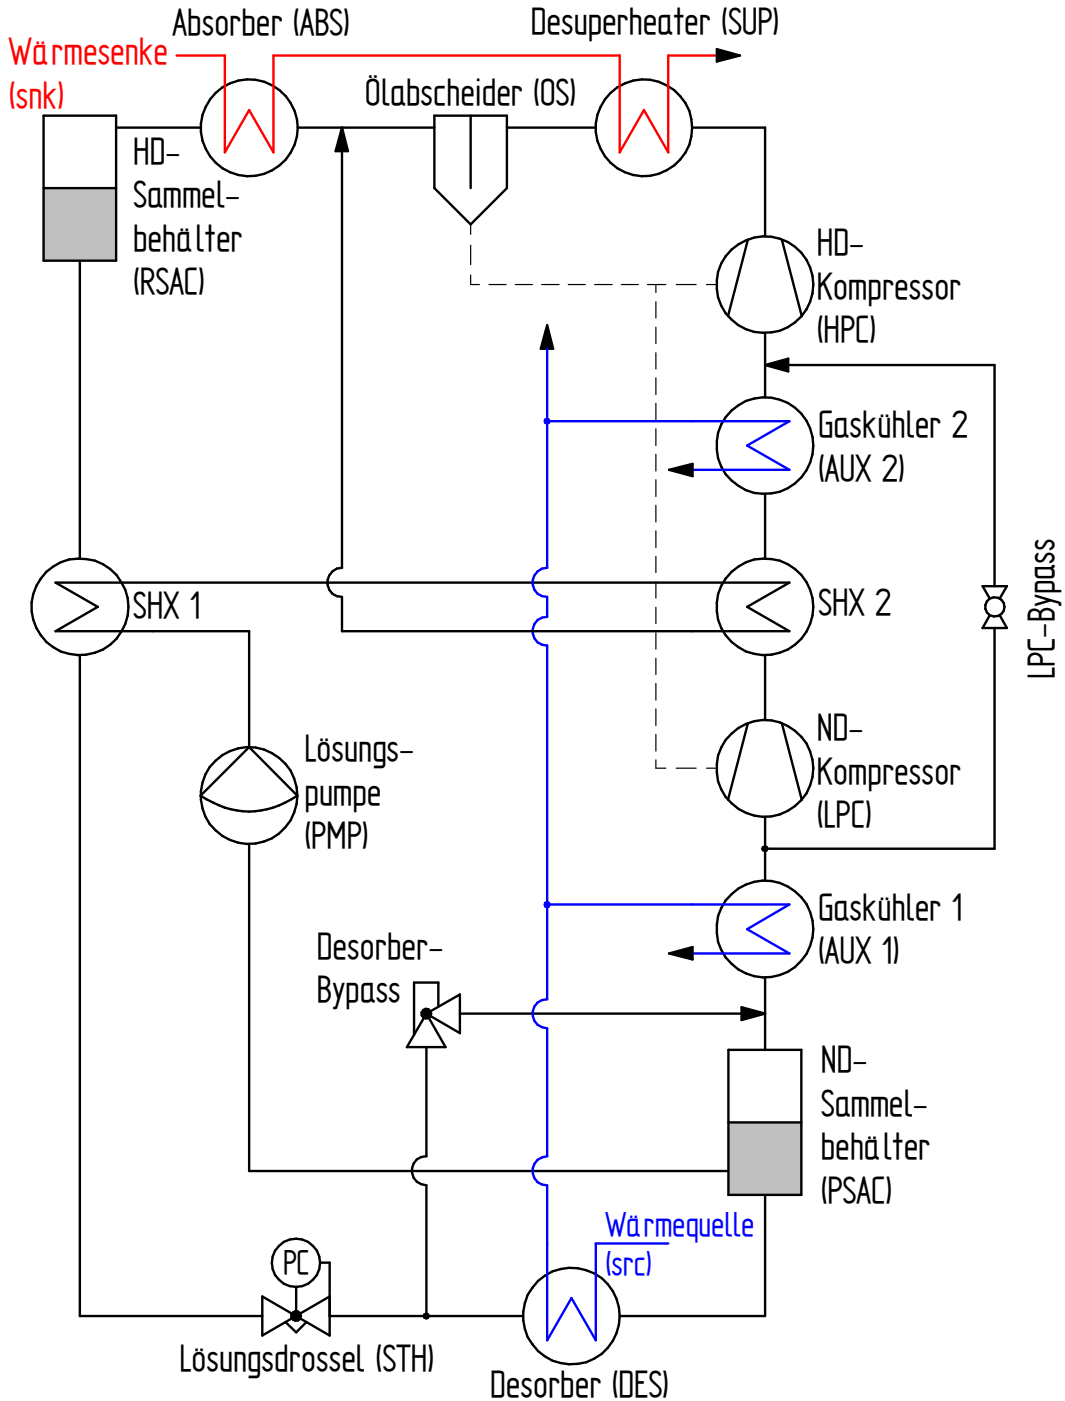 Absorber (ABS)
Desuperheater (SUP)
Wärmesenke
(snk)
Ölabscheider (OS)
HD-
Sammel-
behälter
(RSAC)
HD-
Kompressor
(HPC)
Gaskühler 2
(AUX 2)
SHX 1
SHX 2
LPC-Bypass
ND-
Kompressor
(LPC)
Lösungs-
pumpe
(PMP)
Gaskühler 1
(AUX 1)
Desorber-
Bypass
ND-
Sammel-
behälter
(PSAC)
Wärmequelle
(src)
PC
Lösungsdrossel (STH)
Desorber (DES)